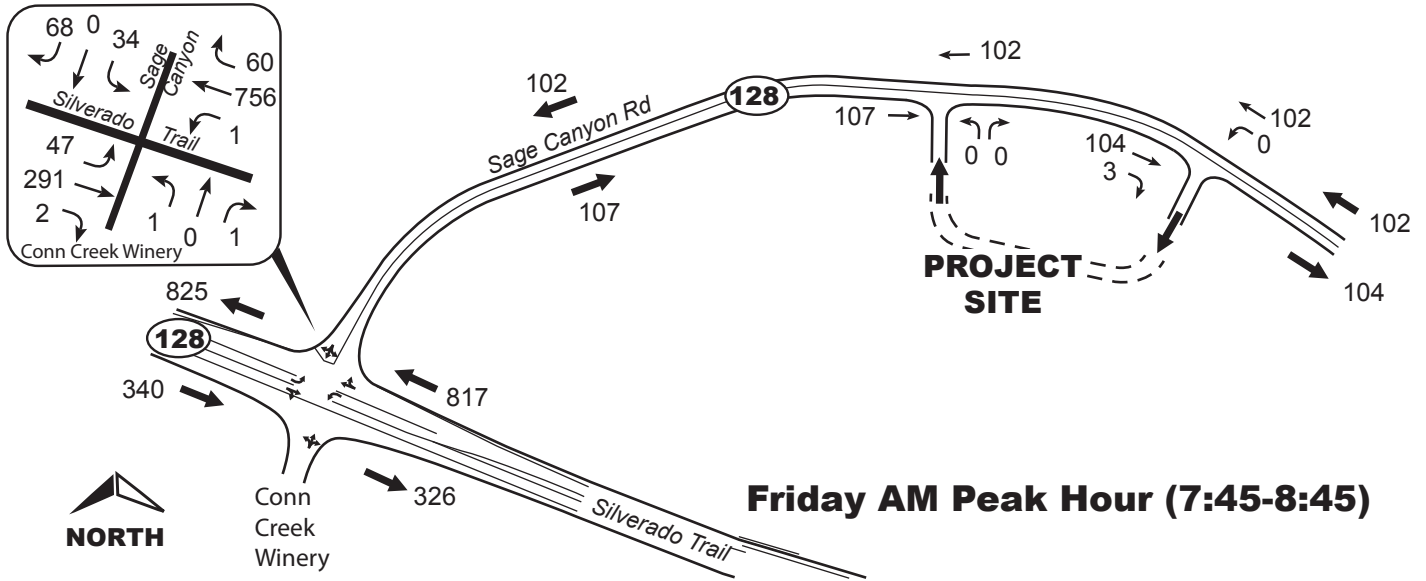 68 0 34
Sage
Canyon
60
756
Silverado
Trail
1
47
291
2
1 0 1
Conn Creek Winery
102
Sage Canyon Rd
107
128
102
107
0 0
104
3
102
0
102
104
PROJECT
SITE
825
128
340
817
326
Conn
Creek
Winery
Silverado Trail
NORTH
Friday AM Peak Hour (7:45-8:45)